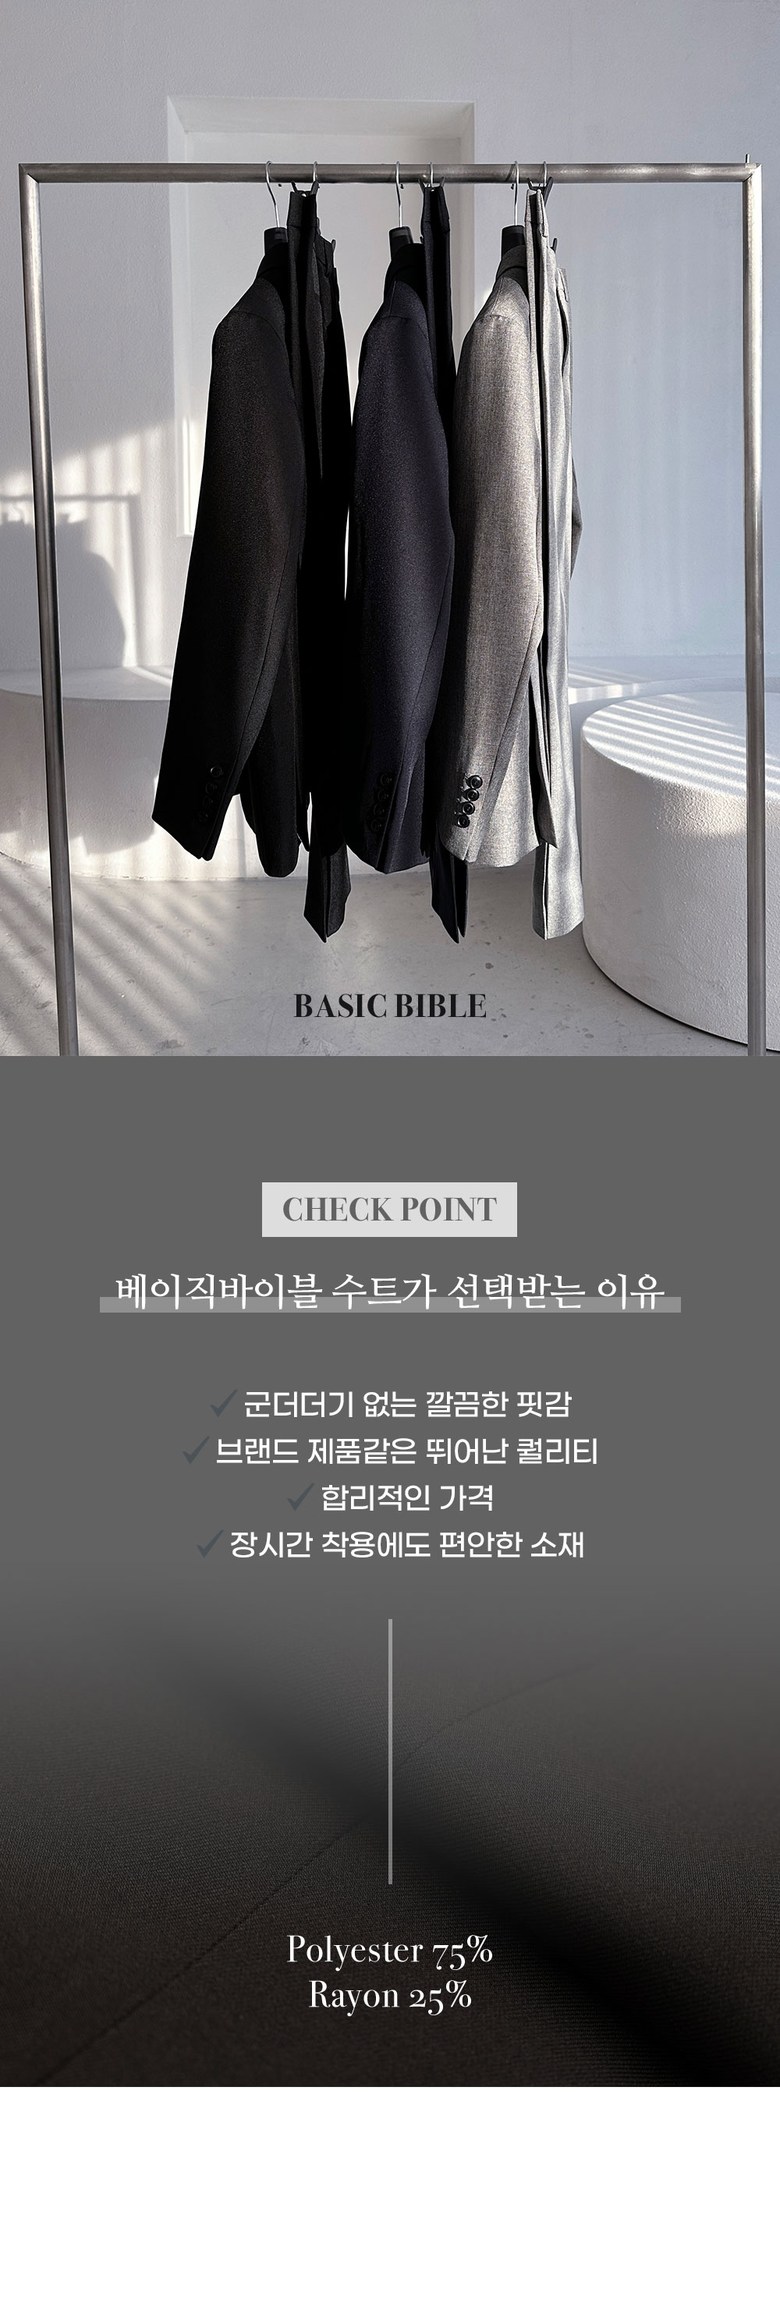 BASIC BIBLE
CHECK POINT
베이직바이블 수트가 선택받는 이유
군더더기 없는 깔끔한 핏감
브랜드 제품같은 뛰어난 퀄리티
합리적인 가격
장시간 착용에도 편안한 소재
Polyester 75%
Rayon 25%